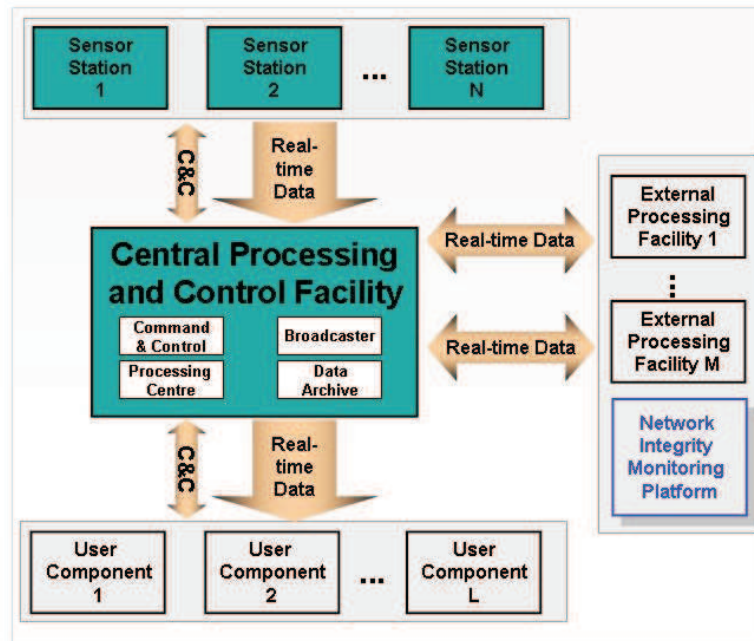 Sensor
Station
1
Sensor
Station
2
...
Sensor
Station
N
C&C
Real-
time
Data
Central Processing
and Control Facility
Command
& Control
Broadcaster
Processing
Centre
Data
Archive
Real-time Data
Real-time Data
External
Processing
Facility 1
...
External
Processing
Facility M
Network
Integrity
Monitoring
Platform
C&C
Real-
time
Data
User
Component
1
User
Component
2
...
User
Component
L